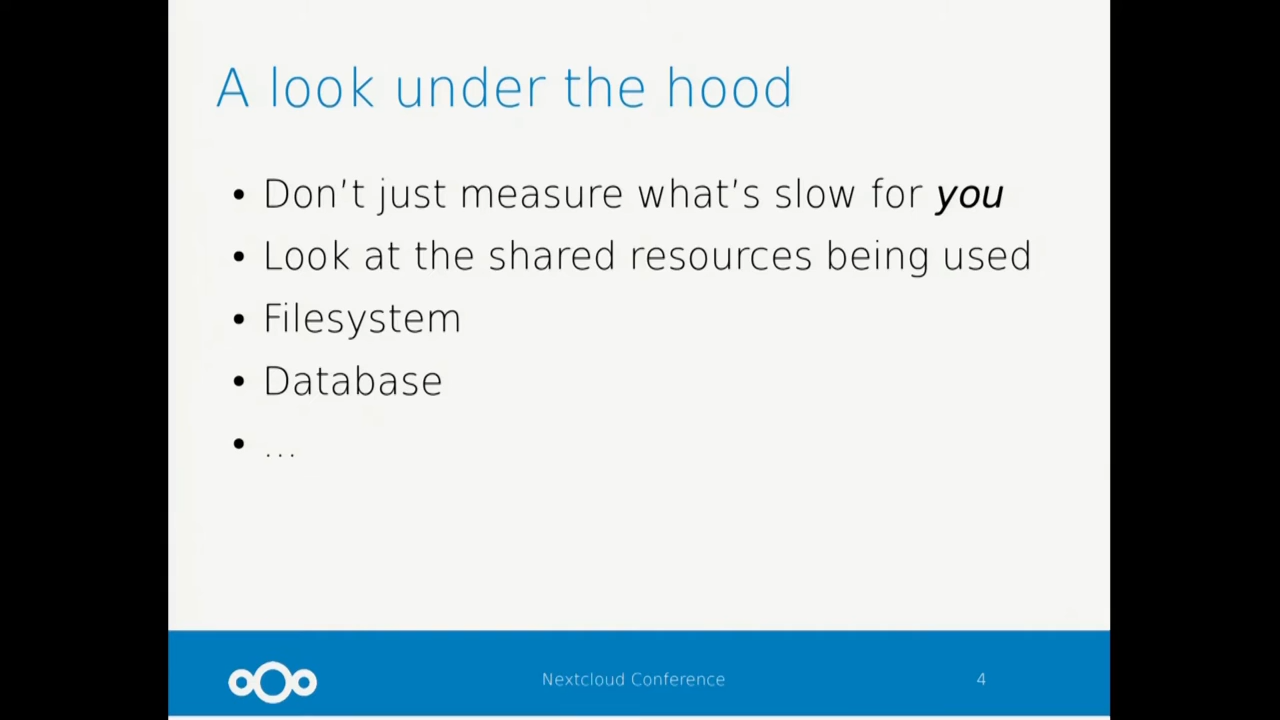 A look under the hood
• Don’t just measure what’s slow for you
• Look at the shared resources being used
• Filesystem
• Database
• ...
Nextcloud Conference
4